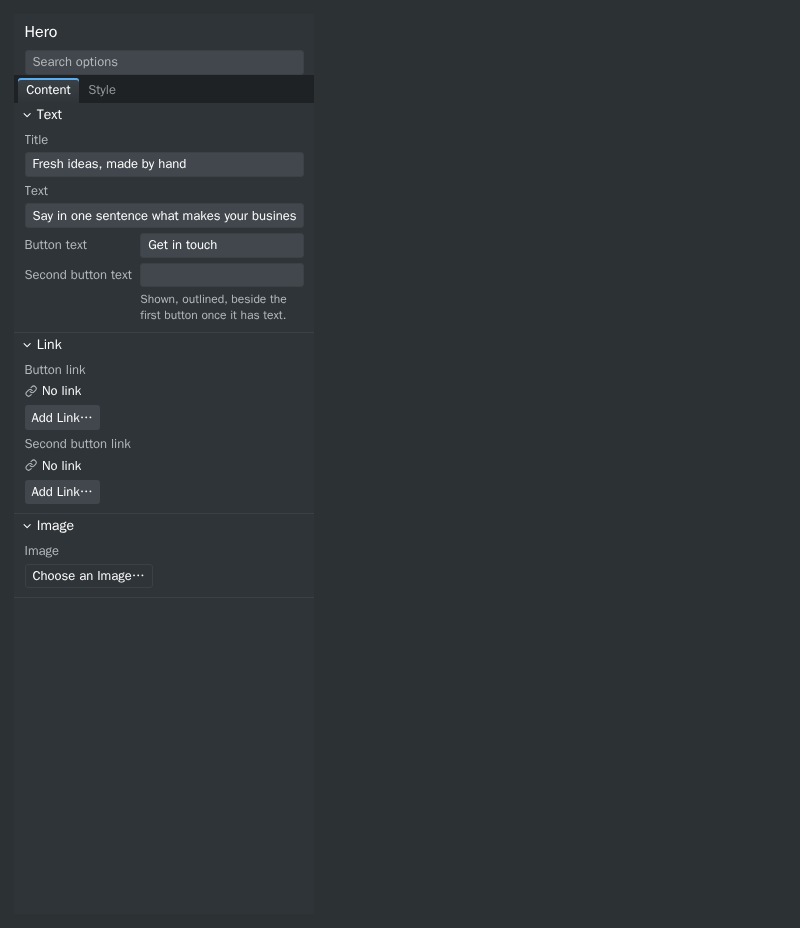 Hero
Search options
Content
Style
Text
Title
Fresh ideas, made by hand
Text
Say in one sentence what makes your busines
Button text
Get in touch
Second button text
Shown, outlined, beside the
first button once it has text.
Link
Button link
No link
Add Link···
Second button link
No link
Add Link···
Image
Image
Choose an Image···